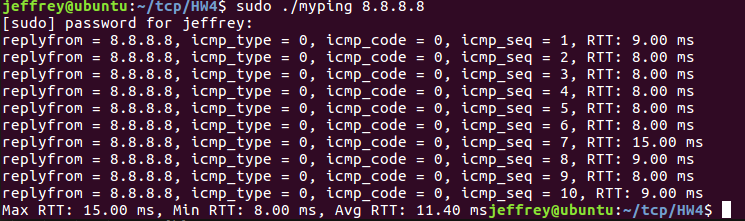 jeffrey@ubuntu:~/tcp/HW4$ sudo ./myping 8.8.8.8
[sudo] password for jeffrey:
replyfrom = 8.8.8.8, icmp_type = 0, icmp_code = 0, icmp_seq = 1, RTT: 9.00 ms
replyfrom = 8.8.8.8, icmp_type = 0, icmp_code = 0, icmp_seq = 2, RTT: 8.00 ms
replyfrom = 8.8.8.8, icmp_type = 0, icmp_code = 0, icmp_seq = 3, RTT: 8.00 ms
replyfrom = 8.8.8.8, icmp_type = 0, icmp_code = 0, icmp_seq = 4, RTT: 8.00 ms
replyfrom = 8.8.8.8, icmp_type = 0, icmp_code = 0, icmp_seq = 5, RTT: 8.00 ms
replyfrom = 8.8.8.8, icmp_type = 0, icmp_code = 0, icmp_seq = 6, RTT: 8.00 ms
replyfrom = 8.8.8.8, icmp_type = 0, icmp_code = 0, icmp_seq = 7, RTT: 15.00 ms
replyfrom = 8.8.8.8, icmp_type = 0, icmp_code = 0, icmp_seq = 8, RTT: 9.00 ms
replyfrom = 8.8.8.8, icmp_type = 0, icmp_code = 0, icmp_seq = 9, RTT: 8.00 ms
replyfrom = 8.8.8.8, icmp_type = 0, icmp_code = 0, icmp_seq = 10, RTT: 9.00 ms
Max RTT: 15.00 ms, Min RTT: 8.00 ms, Avg RTT: 11.40 msjeffrey@ubuntu:~/tcp/HW4$